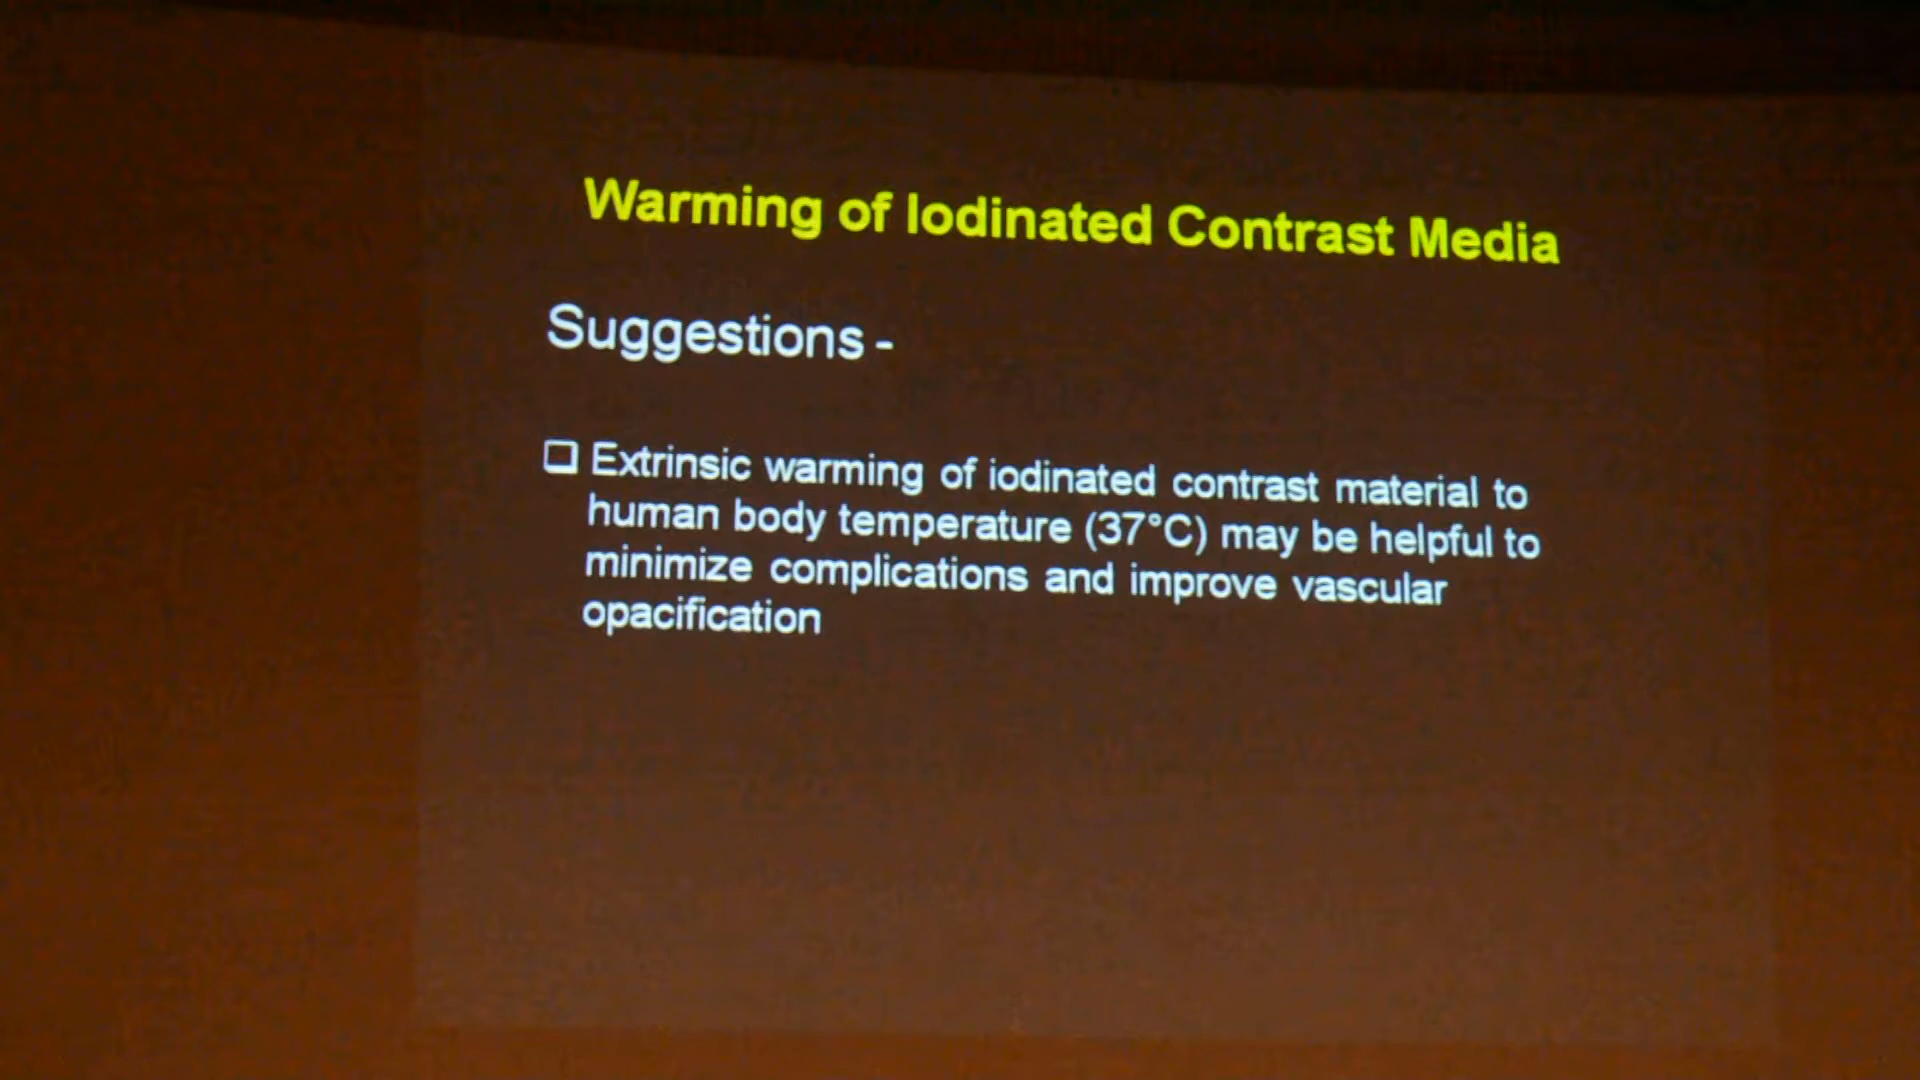 Warming of Iodinated Contrast Media
Suggestions -
❑ Extrinsic warming of iodinated contrast material to
human body temperature (37°C) may be helpful to
minimize complications and improve vascular
opacification